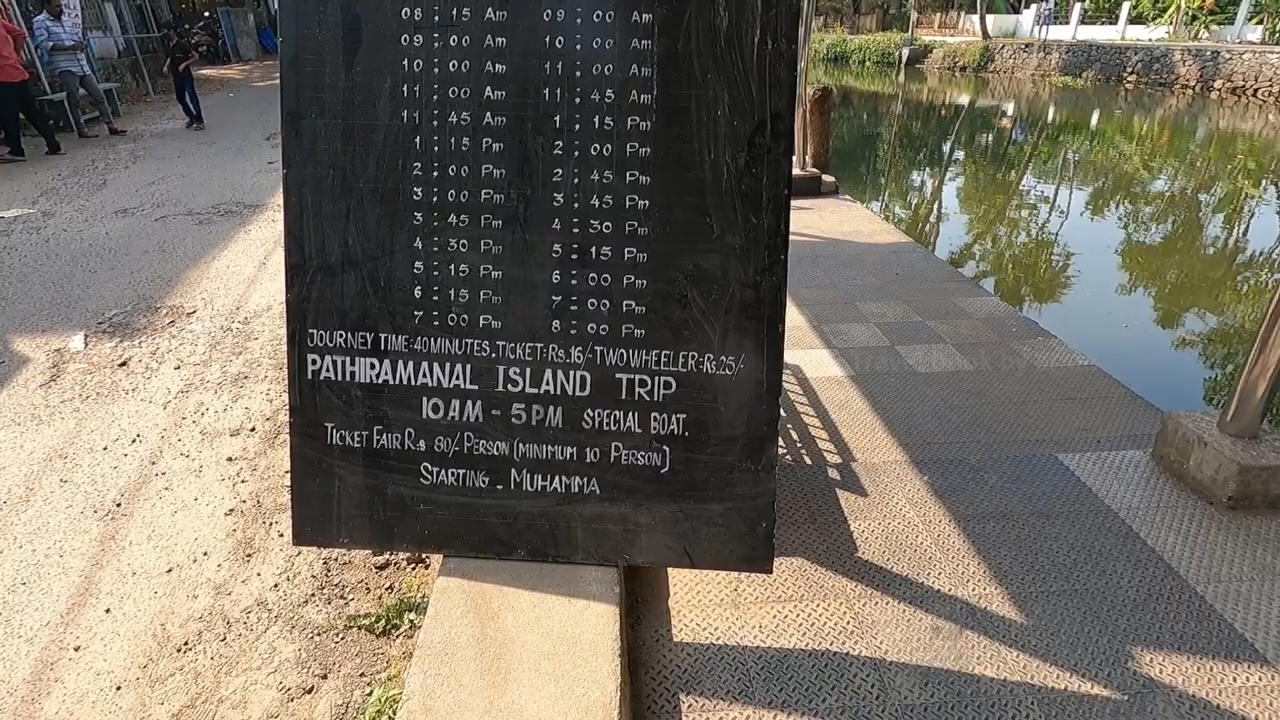 08:15 Am 09:00 Am
09:00 Am 10:00 Am
10:00 Am 11:00 Am
11:00 Am 11:45 Am
11:45 Am 1:15 Pm
1:15 Pm 2:00 Pm
2:00 Pm 2:45 Pm
3:00 Pm 3:45 Pm
3:45 Pm 4:30 Pm
4:30 Pm 5:15 Pm
5:15 Pm 6:00 Pm
6:15 Pm 7:00 Pm
7:00 Pm 8:00 Pm
JOURNEY TIME:40 MINUTES. TICKET:Rs.16/- TWO WHEELER:Rs.25/-
PATHIRAMANAL ISLAND TRIP
10AM - 5PM SPECIAL BOAT.
TICKET FAIR R:s 80/- PERSON (MINIMUM 10 PERSON)
STARTING - MUHAMMA